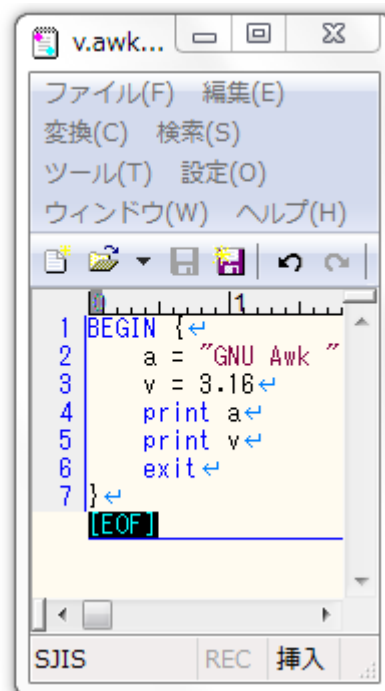 v.awk...
ファイル(F) 編集(E)
変換(C) 検索(S)
ツール(T) 設定(O)
ウィンドウ(W) ヘルプ(H)
0 1
1 BEGIN {↵
2 a = "GNU Awk "
3 v = 3.16↵
4 print a↵
5 print v↵
6 exit↵
7 }↵
[EOF]
SJIS REC 挿入